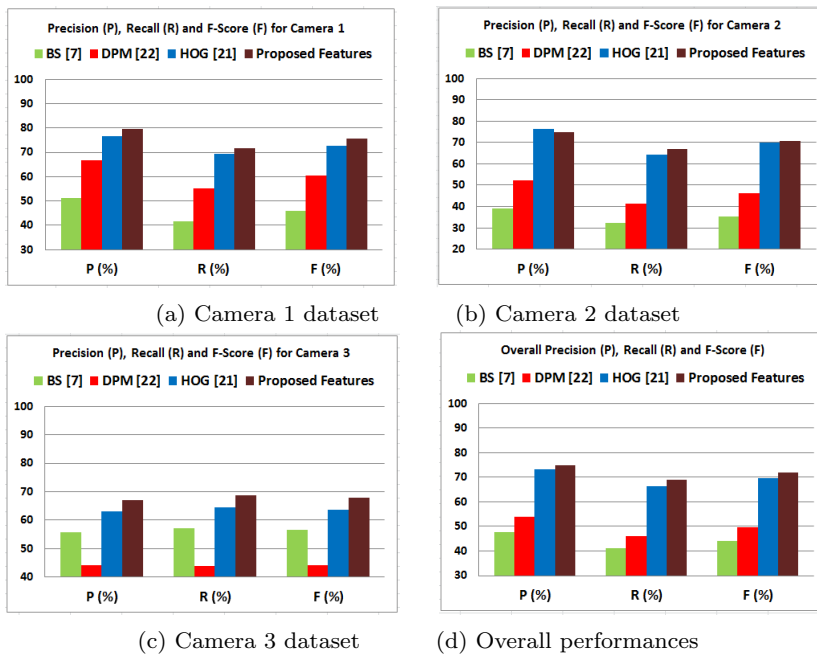 Precision (P), Recall (R) and F-Score (F) for Camera 1
BS [7] DPM [22] HOG [21] Proposed Features
100
90
80
70
60
50
40
30
P (%) R (%) F (%)
(a) Camera 1 dataset
Precision (P), Recall (R) and F-Score (F) for Camera 2
BS [7] DPM [22] HOG [21] Proposed Features
100
90
80
70
60
50
40
30
20
P (%) R (%) F (%)
(b) Camera 2 dataset
Precision (P), Recall (R) and F-Score (F) for Camera 3
BS [7] DPM [22] HOG [21] Proposed Features
100
90
80
70
60
50
40
P (%) R (%) F (%)
(c) Camera 3 dataset
Overall Precision (P), Recall (R) and F-Score (F)
BS [7] DPM [22] HOG [21] Proposed Features
100
90
80
70
60
50
40
30
P (%) R (%) F (%)
(d) Overall performances